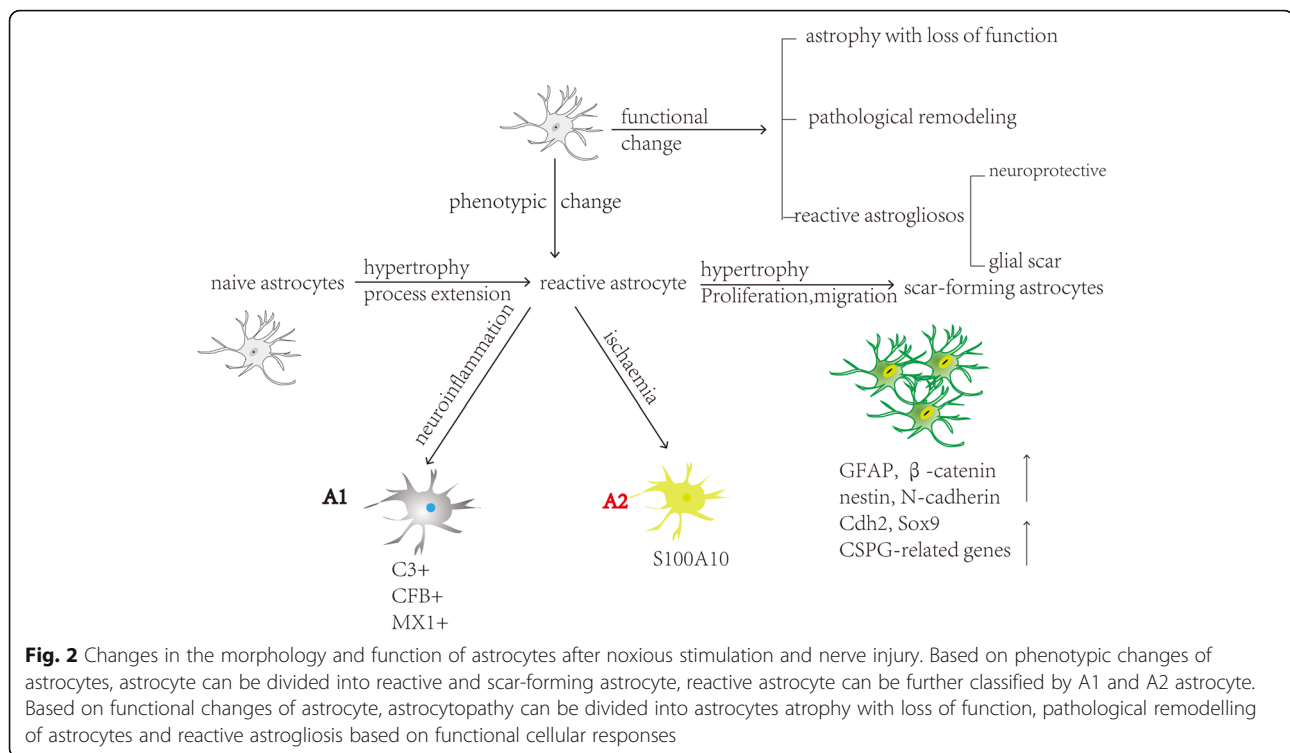 astrophy with loss of function
functional
change
pathological remodeling
neuroprotective
phenotypic change
reactive astrogliosos
glial scar
naive astrocytes
hypertrophy
process extension
reactive astrocyte
hypertrophy
Proliferation,migration
scar-forming astrocytes
neuroinflammation
ischaemia
A1
C3+
CFB+
MX1+
A2
S100A10
GFAP, β-catenin
nestin, N-cadherin
Cdh2, Sox9
CSPG-related genes
Fig. 2 Changes in the morphology and function of astrocytes after noxious stimulation and nerve injury. Based on phenotypic changes of
astrocytes, astrocyte can be divided into reactive and scar-forming astrocyte, reactive astrocyte can be further classified by A1 and A2 astrocyte.
Based on functional changes of astrocyte, astrocytopathy can be divided into astrocytes atrophy with loss of function, pathological remodelling
of astrocytes and reactive astrogliosis based on functional cellular responses